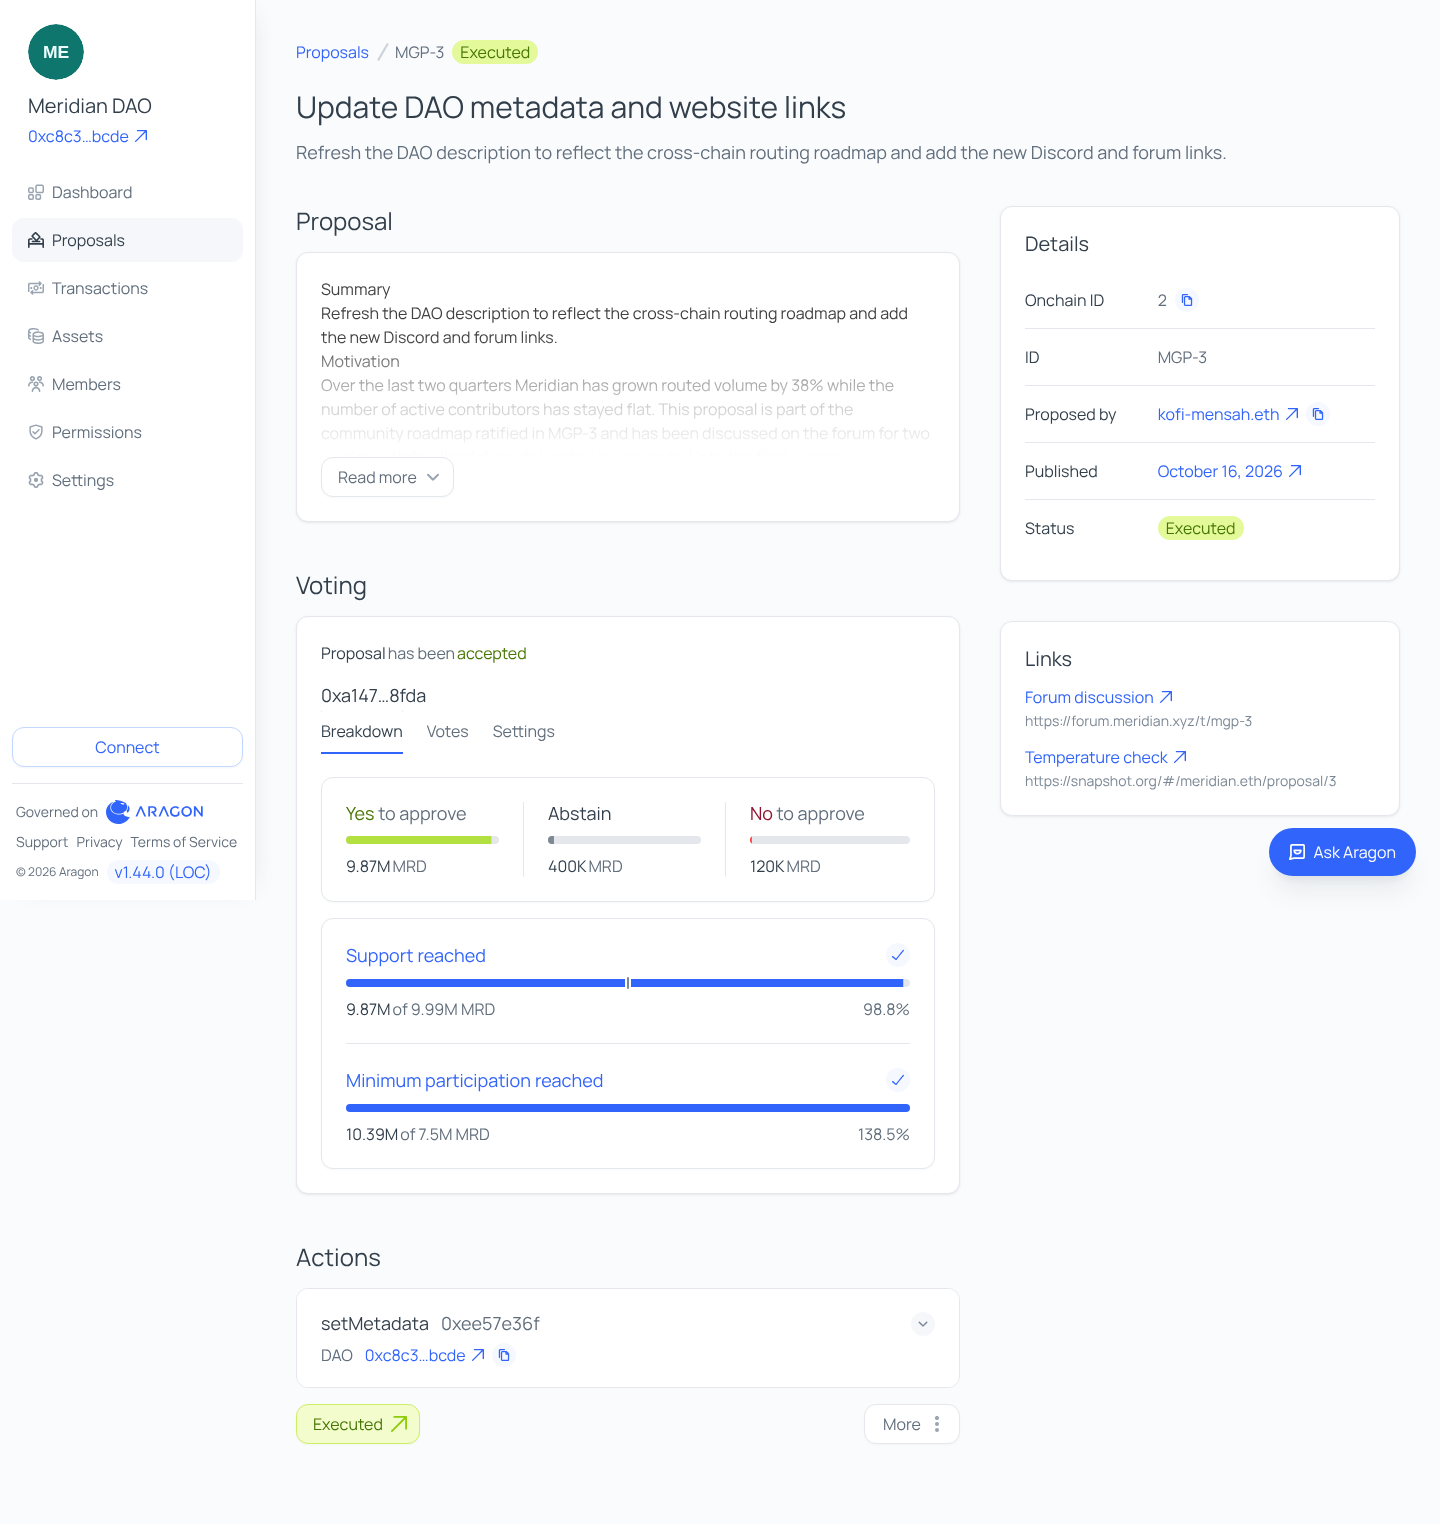 ME
Meridian DAO
0xc8c3…bcde
Dashboard
Proposals
Transactions
Assets
Members
Permissions
Settings
Connect
Governed on ARAGON
Support Privacy Terms of Service
© 2026 Aragon v1.44.0 (LOC)
Proposals / MGP-3 Executed
Update DAO metadata and website links
Refresh the DAO description to reflect the cross-chain routing roadmap and add the new Discord and forum links.
Proposal
Summary
Refresh the DAO description to reflect the cross-chain routing roadmap and add
the new Discord and forum links.
Motivation
Over the last two quarters Meridian has grown routed volume by 38% while the
number of active contributors has stayed flat. This proposal is part of the
community roadmap ratified in MGP-3 and has been discussed on the forum for two
Read more
Voting
Proposal has been accepted
0xa147…8fda
Breakdown Votes Settings
Yes to approve
9.87M MRD
Abstain
400K MRD
No to approve
120K MRD
Support reached
9.87M of 9.99M MRD 98.8%
Minimum participation reached
10.39M of 7.5M MRD 138.5%
Actions
setMetadata 0xee57e36f
DAO 0xc8c3…bcde
Executed
More
Details
Onchain ID 2
ID MGP-3
Proposed by kofi-mensah.eth
Published October 16, 2026
Status Executed
Links
Forum discussion
https://forum.meridian.xyz/t/mgp-3
Temperature check
https://snapshot.org/#/meridian.eth/proposal/3
Ask Aragon